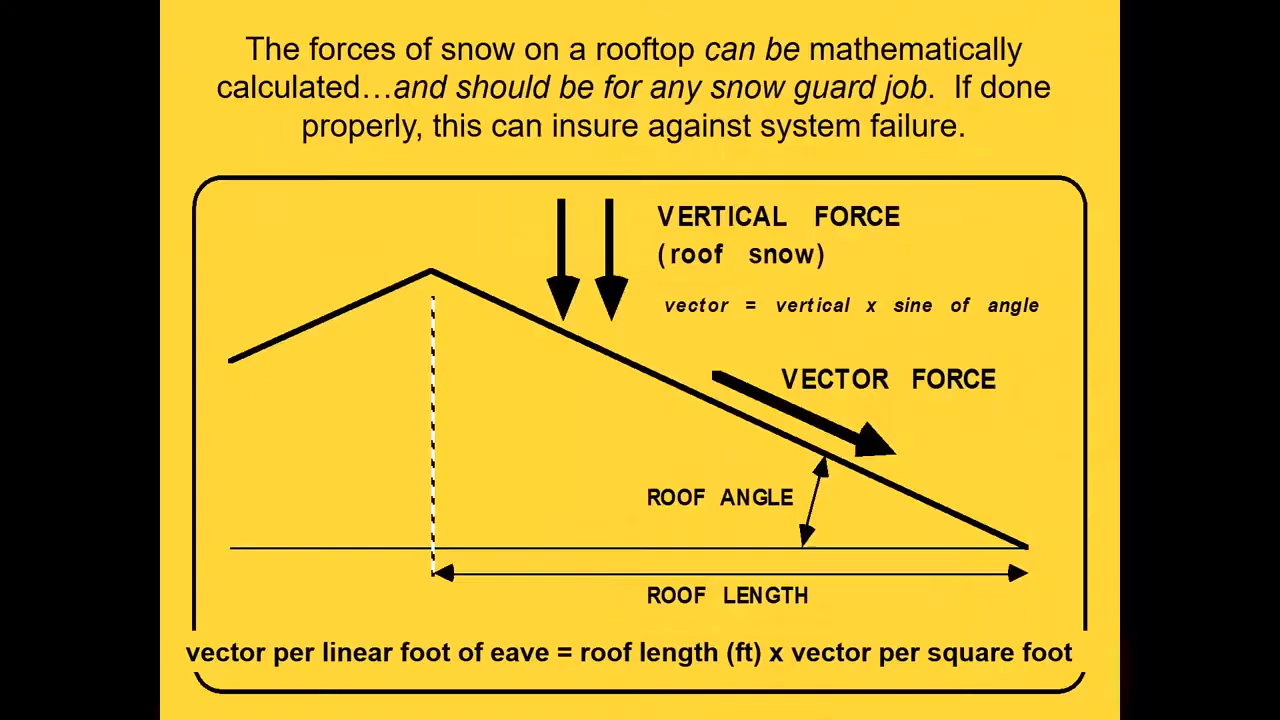 The forces of snow on a rooftop can be mathematically
calculated…and should be for any snow guard job.  If done
properly, this can insure against system failure.
VERTICAL FORCE
(roof snow)
vector = vertical x sine of angle
VECTOR FORCE
ROOF ANGLE
ROOF LENGTH
vector per linear foot of eave = roof length (ft) x vector per square foot